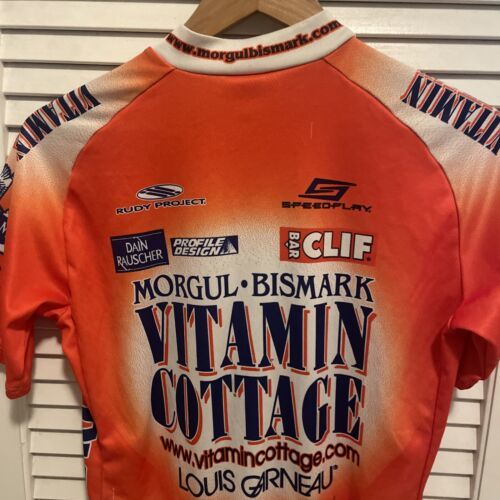 www.morgulbismark.com
VITAMIN
VITAMIN
RUDY PROJECT
SPEEDPLAY
DAIN
RAUSCHER
PROFILE
DESIGN
CLIF
BAR
MORGUL • BISMARK
VITAMIN
COTTAGE
www.vitamincottage.com
LOUIS GARNEAU